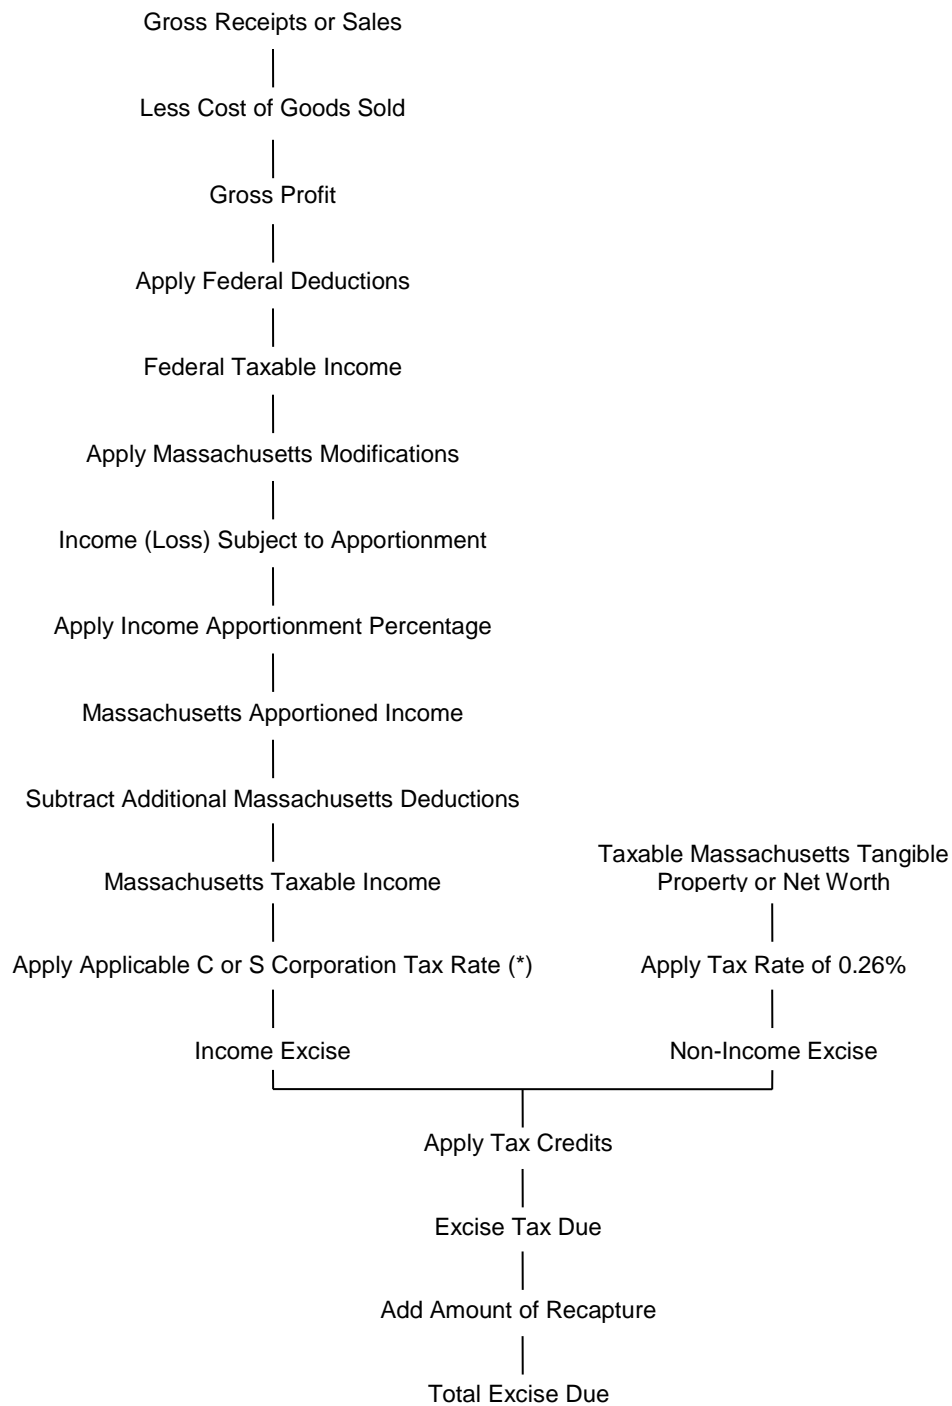 Gross Receipts or Sales
Less Cost of Goods Sold
Gross Profit
Apply Federal Deductions
Federal Taxable Income
Apply Massachusetts Modifications
Income (Loss) Subject to Apportionment
Apply Income Apportionment Percentage
Massachusetts Apportioned Income
Subtract Additional Massachusetts Deductions
Massachusetts Taxable Income
Apply Applicable C or S Corporation Tax Rate (*)
Income Excise
Taxable Massachusetts Tangible
Property or Net Worth
Apply Tax Rate of 0.26%
Non-Income Excise
Apply Tax Credits
Excise Tax Due
Add Amount of Recapture
Total Excise Due